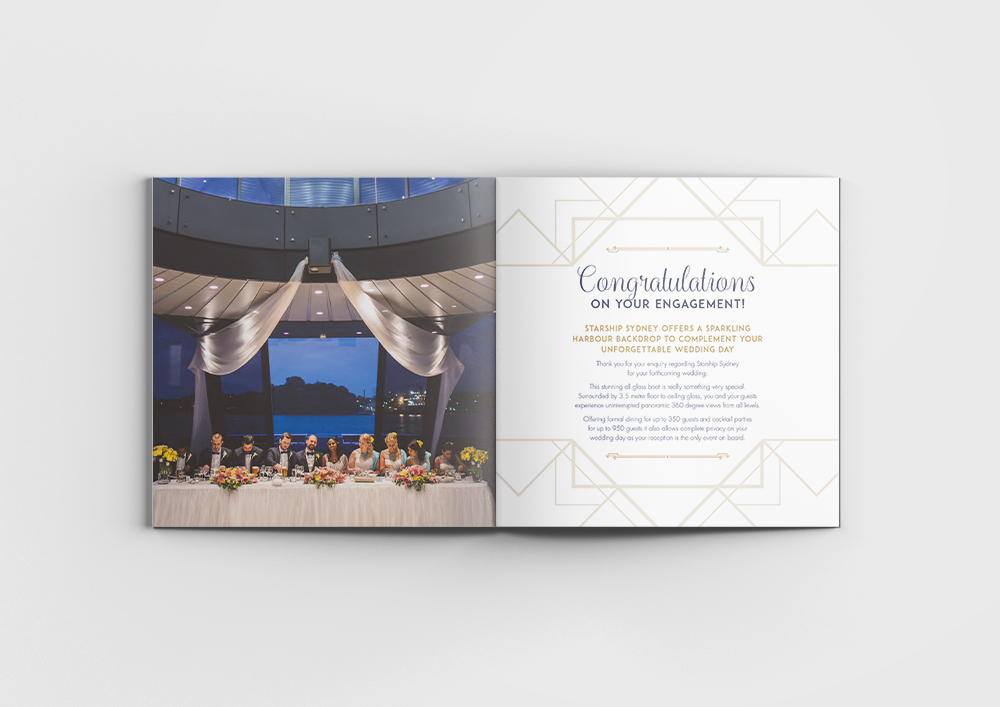 Congratulations
ON YOUR ENGAGEMENT!
STARSHIP SYDNEY OFFERS A SPARKLING
HARBOUR BACKDROP TO COMPLEMENT YOUR
UNFORGETTABLE WEDDING DAY
Thank you for your enquiry regarding Starship Sydney
for your forthcoming wedding.
This stunning all glass boat is really something very special.
Surrounded by 3.5 metre floor to ceiling glass, you and your guests
experience uninterrupted panoramic 360 degree views from all levels.
Offering formal dining for up to 350 guests and cocktail parties
for up to 950 guests it also allows complete privacy on your
wedding day as your reception is the only event on board.